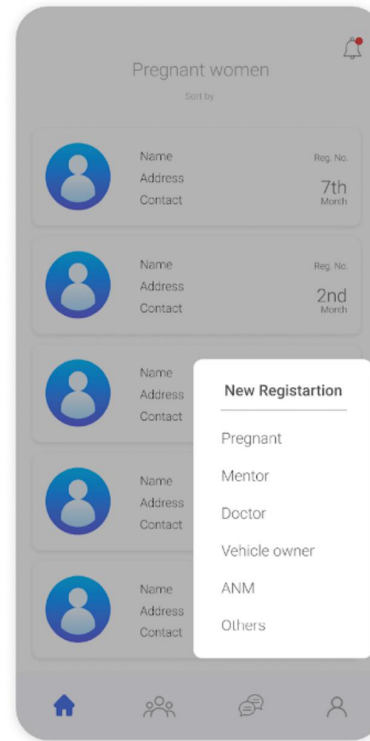 Pregnant women
Sort by
Name
Address
Contact
Reg. No.
7th
Month
Name
Address
Contact
Reg. No.
2nd
Month
Name
Address
Contact
Name
Address
Contact
Name
Address
Contact
New Registartion
Pregnant
Mentor
Doctor
Vehicle owner
ANM
Others